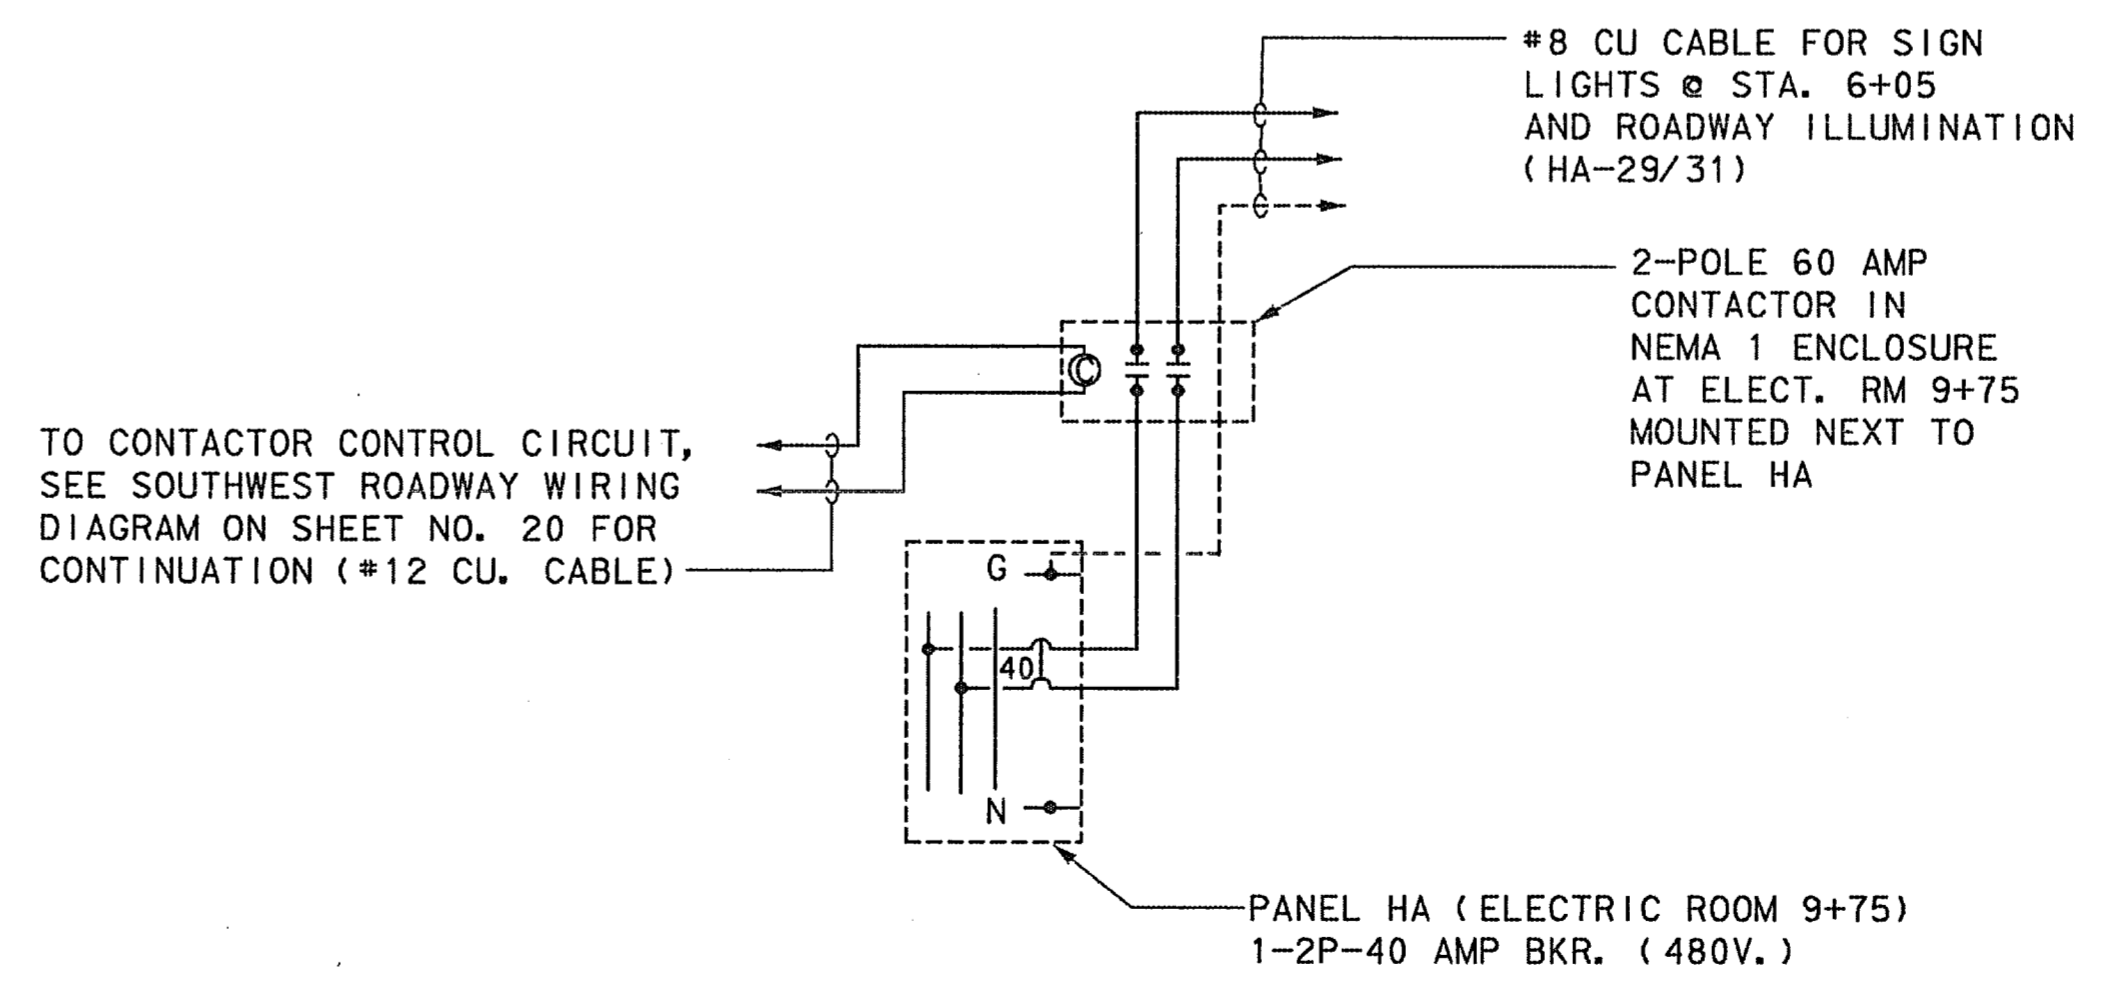 #8 CU CABLE FOR SIGN
LIGHTS @ STA. 6+05
AND ROADWAY ILLUMINATION
(HA-29/31)
2-POLE 60 AMP
CONTACTOR IN
NEMA 1 ENCLOSURE
AT ELECT. RM 9+75
MOUNTED NEXT TO
PANEL HA
C
TO CONTACTOR CONTROL CIRCUIT,
SEE SOUTHWEST ROADWAY WIRING
DIAGRAM ON SHEET NO. 20 FOR
CONTINUATION (#12 CU. CABLE)
G
40
N
PANEL HA (ELECTRIC ROOM 9+75)
1-2P-40 AMP BKR. (480V.)